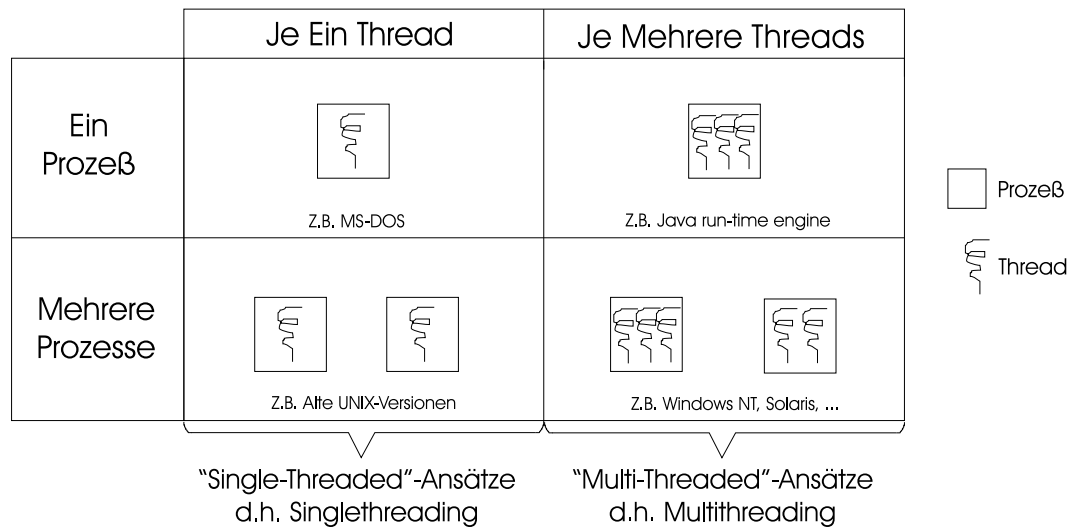 Je Ein Thread
Je Mehrere Threads
Ein
Prozeß
Z.B. MS-DOS
Z.B. Java run-time engine
Prozeß
Thread
Mehrere
Prozesse
Z.B. Alte UNIX-Versionen
Z.B. Windows NT, Solaris, ...
"Single-Threaded"-Ansätze
d.h. Singlethreading
"Multi-Threaded"-Ansätze
d.h. Multithreading